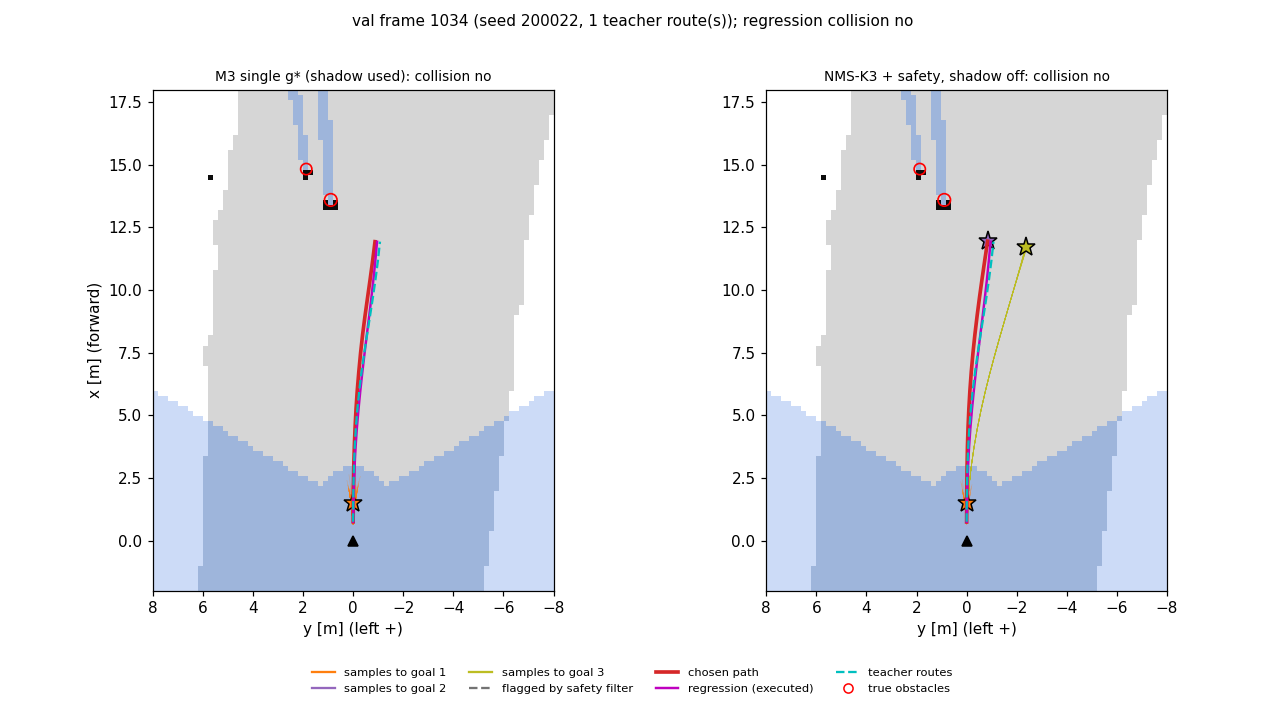 val frame 1034 (seed 200022, 1 teacher route(s)); regression collision no
M3 single g* (shadow used): collision no
NMS-K3 + safety, shadow off: collision no
17.5
15.0
12.5
10.0
7.5
5.0
2.5
0.0
x [m] (forward)
8 6 4 2 0 −2 −4 −6 −8
y [m] (left +)
17.5
15.0
12.5
10.0
7.5
5.0
2.5
0.0
8 6 4 2 0 −2 −4 −6 −8
y [m] (left +)
samples to goal 1
samples to goal 2
samples to goal 3
flagged by safety filter
chosen path
regression (executed)
teacher routes
true obstacles